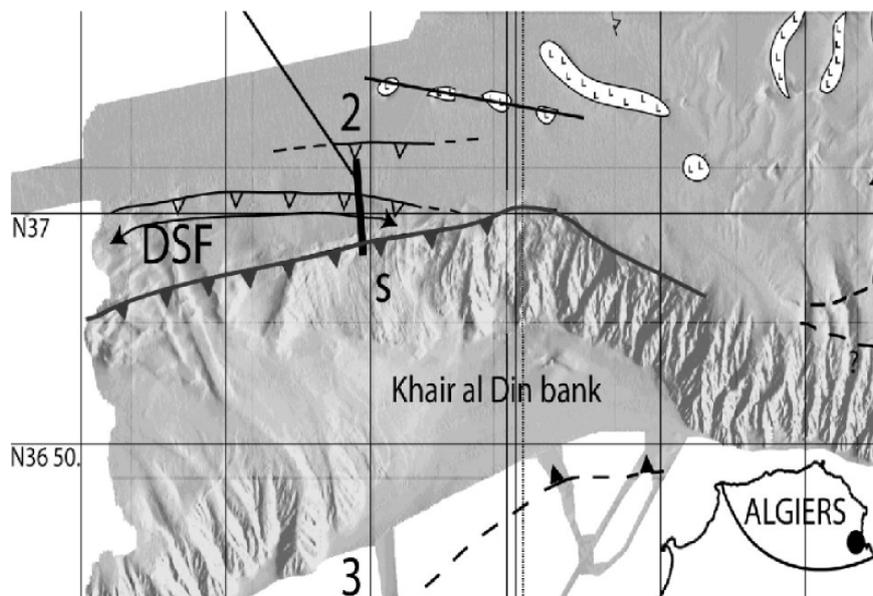 L L L L L L L L
L L L L L
L L L L
L
L
L
L
2
L L
N37
DSF
S
?
Khair al Din bank
N36 50.
ALGIERS
3